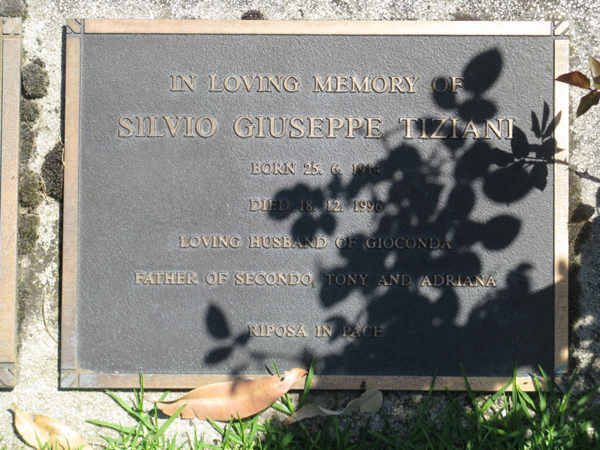 IN LOVING MEMORY OF
SILVIO GIUSEPPE TIZIANI
BORN 25. 6. 1914
DIED 18. 12. 1996
LOVING HUSBAND OF GIOCONDA
FATHER OF SECONDO, TONY AND ADRIANA
RIPOSA IN PACE